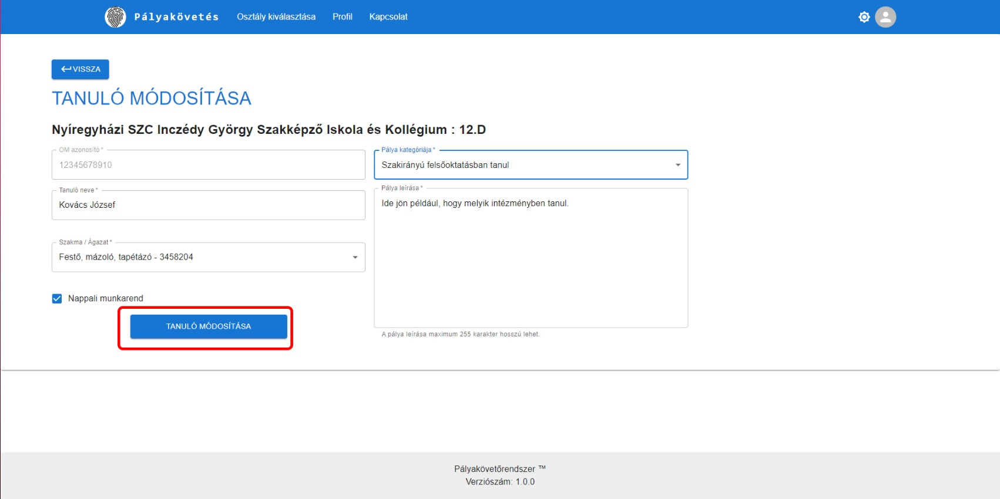 Pályakövetés Osztály kiválasztása Profil Kapcsolat
VISSZA
TANULÓ MÓDOSÍTÁSA
Nyíregyházi SZC Inczédy György Szakképző Iskola és Kollégium : 12.D
OM azonosító *
12345678910
Tanuló neve *
Kovács József
Szakma / Ágazat *
Festő, mázoló, tapétázó - 3458204
Nappali munkarend
TANULÓ MÓDOSÍTÁSA
Pálya kategóriája *
Szakirányú felsőoktatásban tanul
Pálya leírása *
Ide jön például, hogy melyik intézményben tanul.
A pálya leírása maximum 255 karakter hosszú lehet.
Pályakövetőrendszer ™
Verziószám: 1.0.0